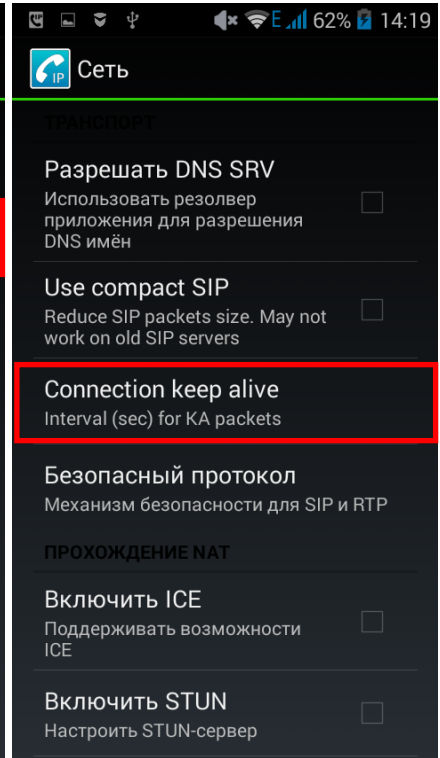 E 62% 14:19
IP Сеть
ТРАНСПОРТ
Разрешать DNS SRV
Использовать резолвер
приложения для разрешения
DNS имён
Use compact SIP
Reduce SIP packets size. May not
work on old SIP servers
Connection keep alive
Interval (sec) for KA packets
Безопасный протокол
Механизм безопасности для SIP и RTP
ПРОХОЖДЕНИЕ NAT
Включить ICE
Поддерживать возможности
ICE
Включить STUN
Настроить STUN-сервер